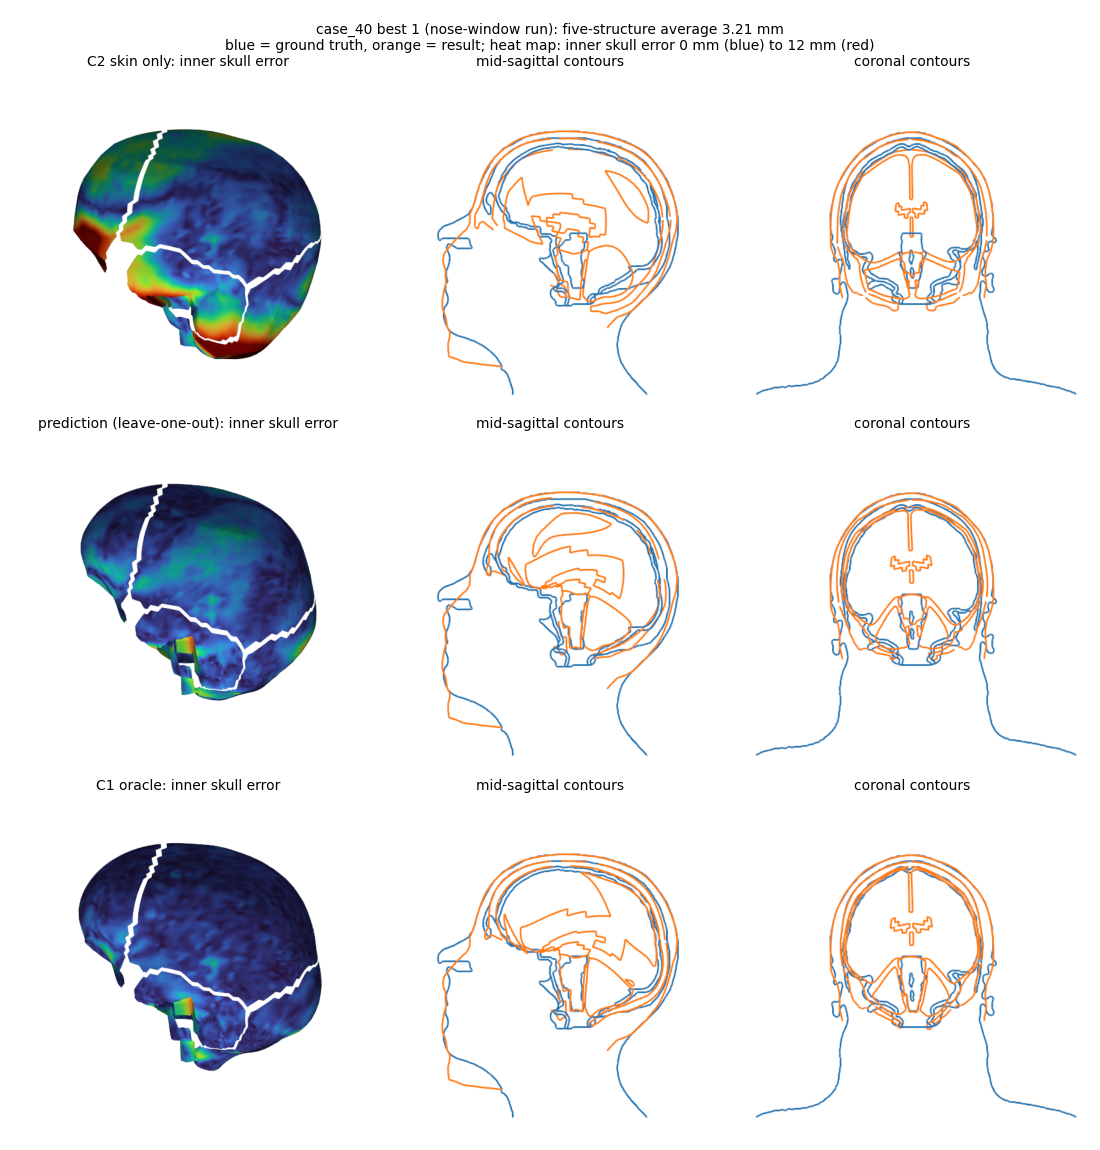 case_40 best 1 (nose-window run): five-structure average 3.21 mm
blue = ground truth, orange = result; heat map: inner skull error 0 mm (blue) to 12 mm (red)
C2 skin only: inner skull error
mid-sagittal contours
coronal contours
prediction (leave-one-out): inner skull error
mid-sagittal contours
coronal contours
C1 oracle: inner skull error
mid-sagittal contours
coronal contours